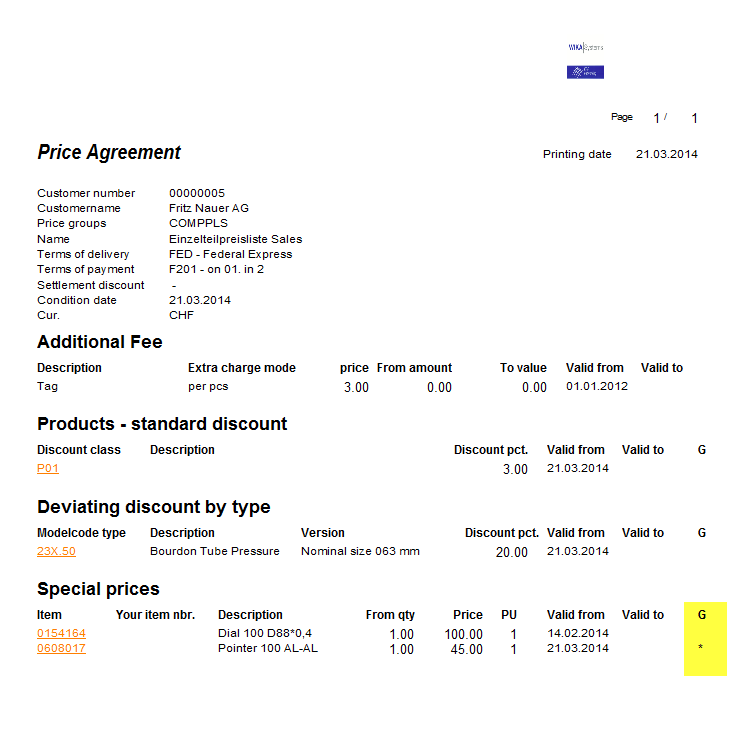 WIKA Systems
Page 1 / 1
Price Agreement
Printing date 21.03.2014
Customer number 00000005
Customername Fritz Nauer AG
Price groups COMPPLS
Name Einzelteilpreisliste Sales
Terms of delivery FED - Federal Express
Terms of payment F201 - on 01. in 2
Settlement discount -
Condition date 21.03.2014
Cur. CHF
Additional Fee
Description Extra charge mode price From amount To value Valid from Valid to
Tag per pcs 3.00 0.00 0.00 01.01.2012
Products - standard discount
Discount class Description Discount pct. Valid from Valid to G
P01 3.00 21.03.2014
Deviating discount by type
Modelcode type Description Version Discount pct. Valid from Valid to G
23X.50 Bourdon Tube Pressure Nominal size 063 mm 20.00 21.03.2014
Special prices
Item Your item nbr. Description From qty Price PU Valid from Valid to G
0154164 Dial 100 D88*0,4 1.00 100.00 1 14.02.2014
0608017 Pointer 100 AL-AL 1.00 45.00 1 21.03.2014 *